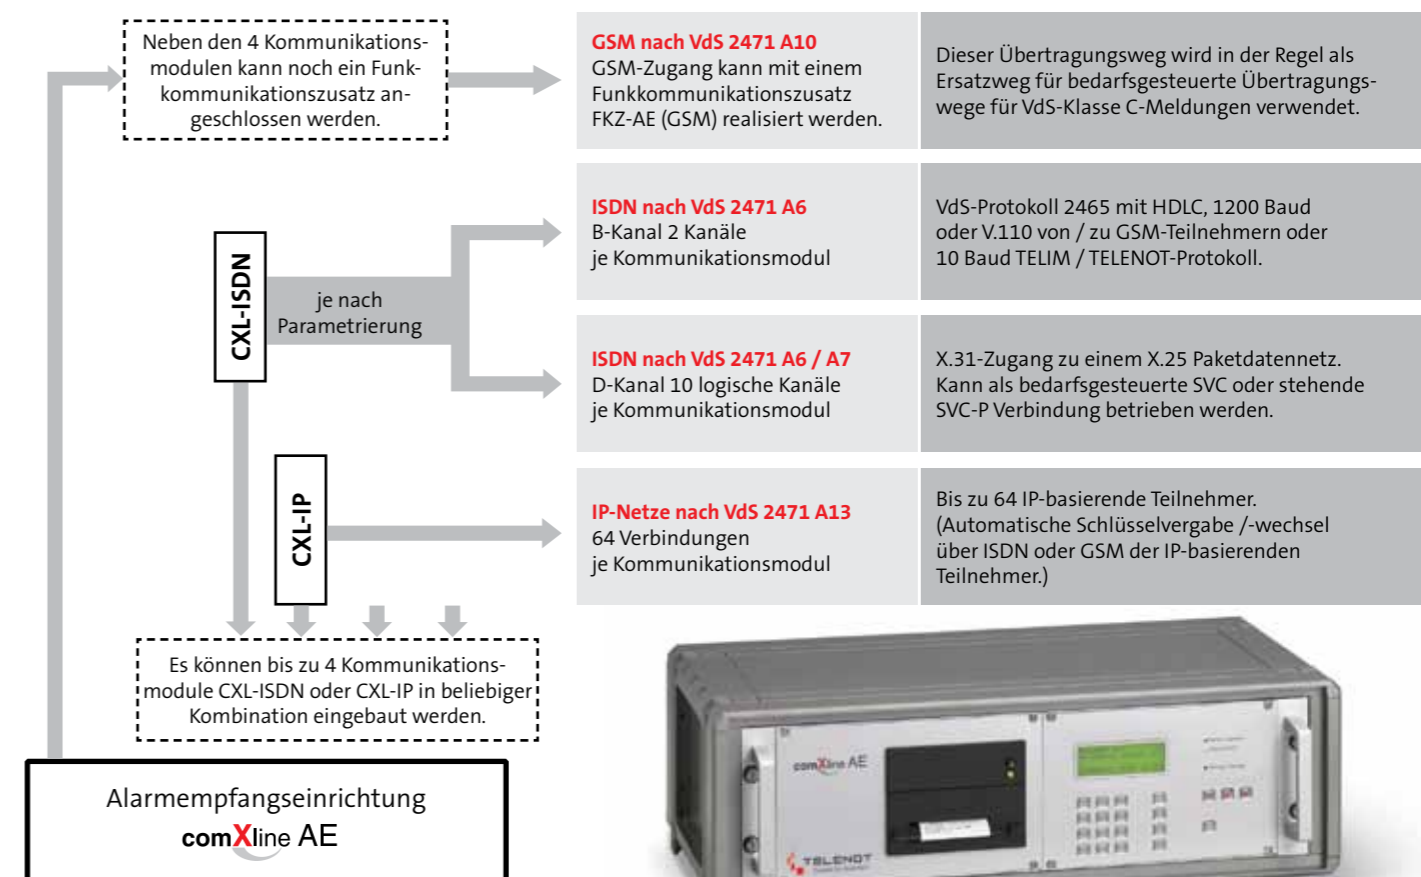 Neben den 4 Kommunikations-
modulen kann noch ein Funk-
kommunikationszusatz an-
geschlossen werden.
GSM nach VdS 2471 A10
GSM-Zugang kann mit einem
Funkkommunikationszusatz
FKZ-AE (GSM) realisiert werden.
Dieser Übertragungsweg wird in der Regel als
Ersatzweg für bedarfsgesteuerte Übertragungs-
wege für VdS-Klasse C-Meldungen verwendet.
CXL-ISDN
je nach
Parametrierung
ISDN nach VdS 2471 A6
B-Kanal 2 Kanäle
je Kommunikationsmodul
VdS-Protokoll 2465 mit HDLC, 1200 Baud
oder V.110 von / zu GSM-Teilnehmern oder
10 Baud TELIM / TELENOT-Protokoll.
ISDN nach VdS 2471 A6 / A7
D-Kanal 10 logische Kanäle
je Kommunikationsmodul
X.31-Zugang zu einem X.25 Paketdatennetz.
Kann als bedarfsgesteuerte SVC oder stehende
SVC-P Verbindung betrieben werden.
CXL-IP
IP-Netze nach VdS 2471 A13
64 Verbindungen
je Kommunikationsmodul
Bis zu 64 IP-basierende Teilnehmer.
(Automatische Schlüsselvergabe /-wechsel
über ISDN oder GSM der IP-basierenden
Teilnehmer.)
Es können bis zu 4 Kommunikations-
module CXL-ISDN oder CXL-IP in beliebiger
Kombination eingebaut werden.
Alarmempfangseinrichtung
comXline AE
comXline AE
TELENOT